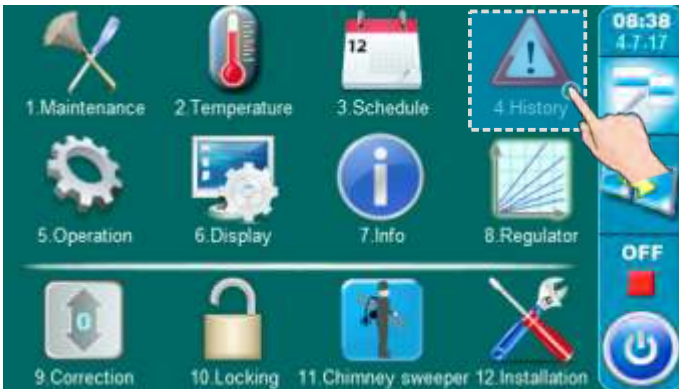 12
1.Maintenance
2.Temperature
3.Schedule
4.History
08:38
4.7.17
5.Operation
6.Display
7.Info
8.Regulator
OFF
0
9.Correction
10.Locking
11.Chimney sweeper
12.Installation